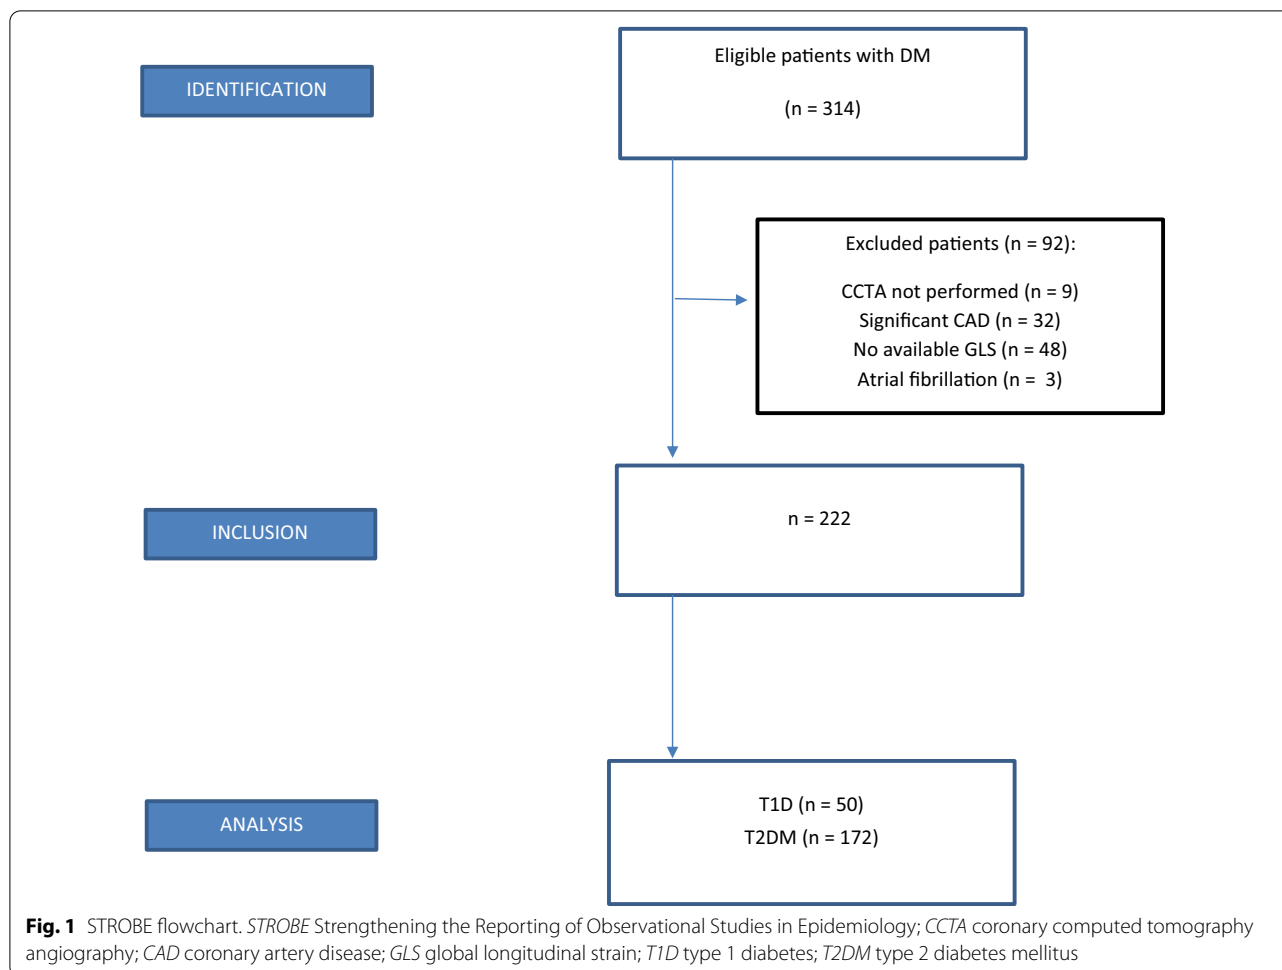 IDENTIFICATION
Eligible patients with DM
(n = 314)
Excluded patients (n = 92):
CCTA not performed (n = 9)
Significant CAD (n = 32)
No available GLS (n = 48)
Atrial fibrillation (n = 3)
INCLUSION
n = 222
ANALYSIS
T1D (n = 50)
T2DM (n = 172)
Fig. 1 STROBE flowchart. STROBE Strengthening the Reporting of Observational Studies in Epidemiology; CCTA coronary computed tomography
angiography; CAD coronary artery disease; GLS global longitudinal strain; T1D type 1 diabetes; T2DM type 2 diabetes mellitus